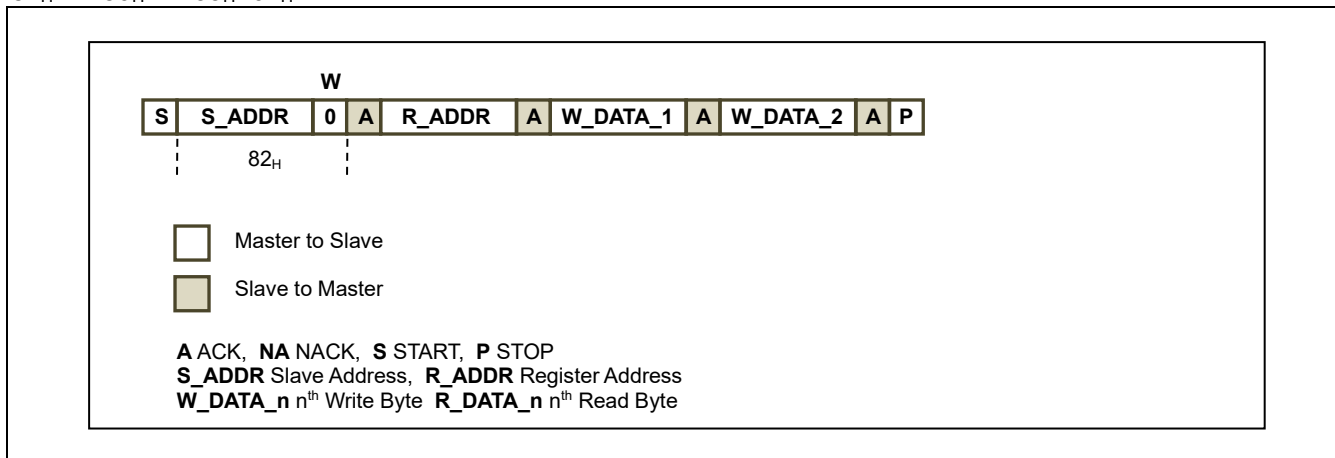 W
S S_ADDR 0 A R_ADDR A W_DATA_1 A W_DATA_2 A P
82H
Master to Slave
Slave to Master
A ACK, NA NACK, S START, P STOP
S_ADDR Slave Address, R_ADDR Register Address
W_DATA_n nth Write Byte R_DATA_n nth Read Byte